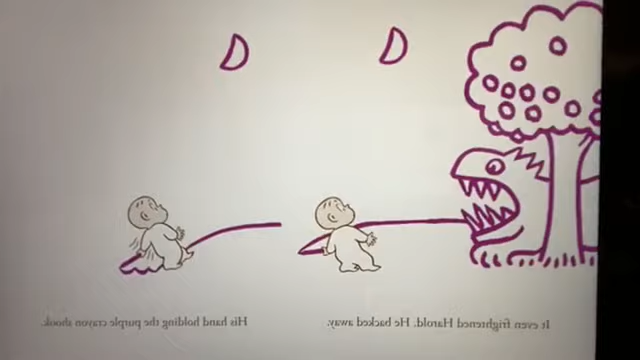 It even frightened Harold. He backed away.
His hand holding the purple crayon shook.